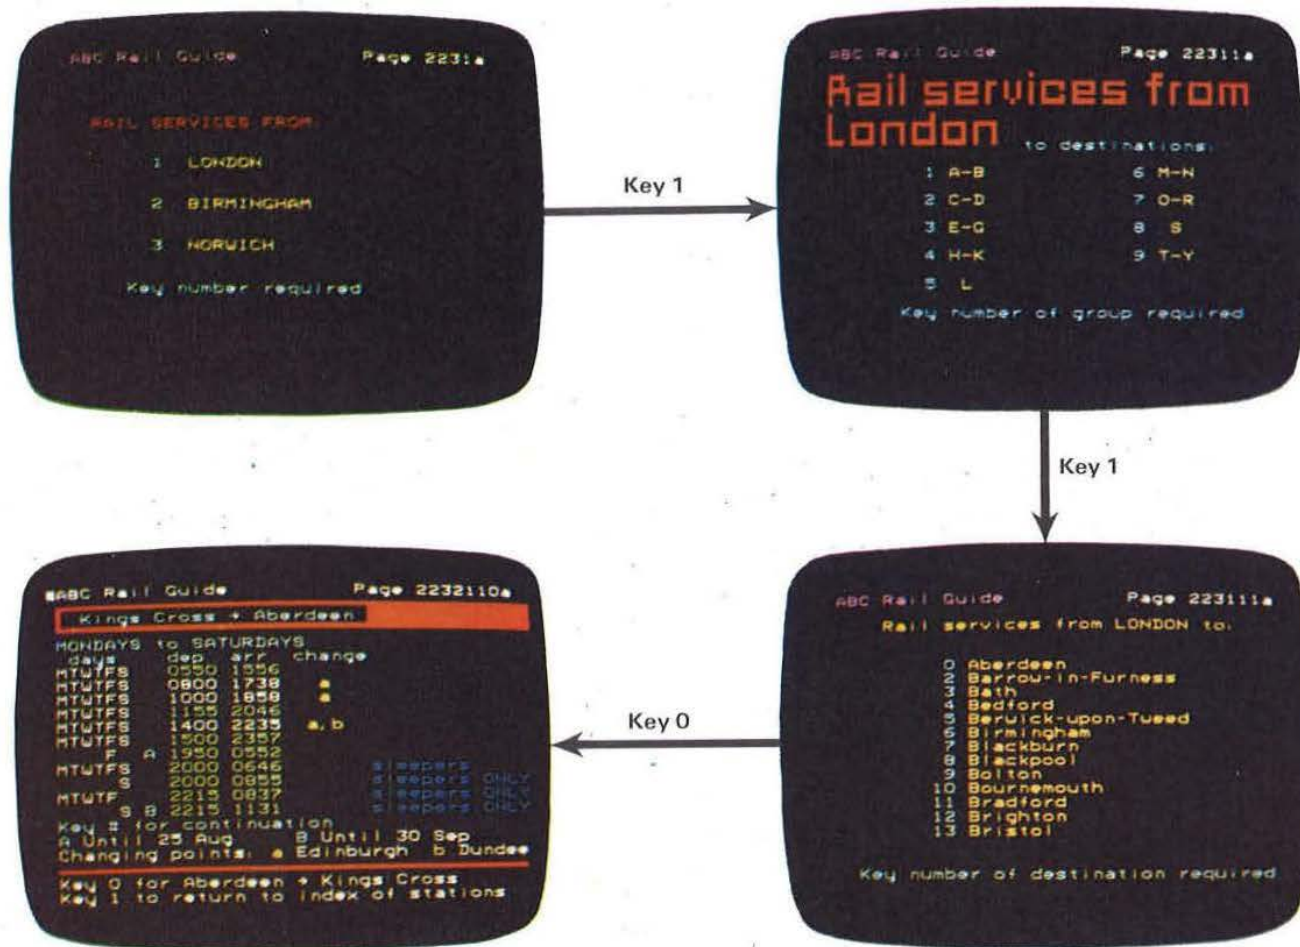 ABC Rail Guide Page 2231a
RAIL SERVICES FROM:
1 LONDON
2 BIRMINGHAM
3 NORWICH
Key number required
Key 1
ABC Rail Guide Page 22311a
Rail services from
London to destinations:
1 A-B 6 M-N
2 C-D 7 O-R
3 E-G 8 S
4 H-K 9 T-Y
5 L
Key number of group required
Key 1
ABC Rail Guide Page 223111a
Rail services from LONDON to:
0 Aberdeen
2 Barrow-in-Furness
3 Bath
4 Bedford
5 Berwick-upon-Tweed
6 Birmingham
7 Blackburn
8 Blackpool
9 Bolton
10 Bournemouth
11 Bradford
12 Brighton
13 Bristol
Key number of destination required
Key 0
ABC Rail Guide Page 2232110a
Kings Cross → Aberdeen
MONDAYS to SATURDAYS
days dep arr change
MTWTFS 0550 1556
MTWTFS 0800 1738 a
MTWTFS 1000 1858 a
MTWTFS 1155 2046
MTWTFS 1400 2235 a,b
MTWTFS 1500 2357
F A 1950 0552
MTWTFS 2000 0646 sleepers
S 2000 0855 sleepers ONLY
MTWTF 2215 0837 sleepers ONLY
S B 2215 1131 sleepers ONLY
Key # for continuation
A Until 25 Aug B Until 30 Sep
Changing points: a Edinburgh b Dundee
Key 0 for Aberdeen → Kings Cross
Key 1 to return to index of stations